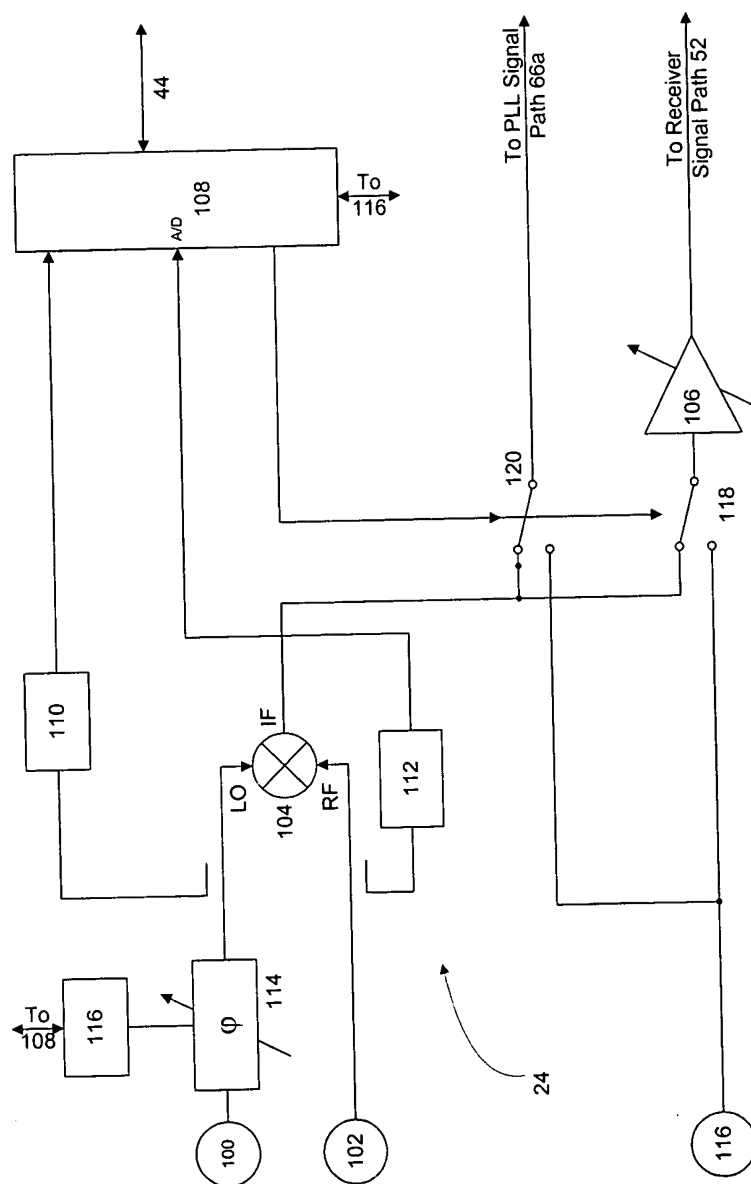 44
108
A/D
To
116
To PLL Signal
Path 66a
To Receiver
Signal Path 52
106
120
118
110
IF
LO
104
RF
112
To
108
116
φ
114
100
102
24
116